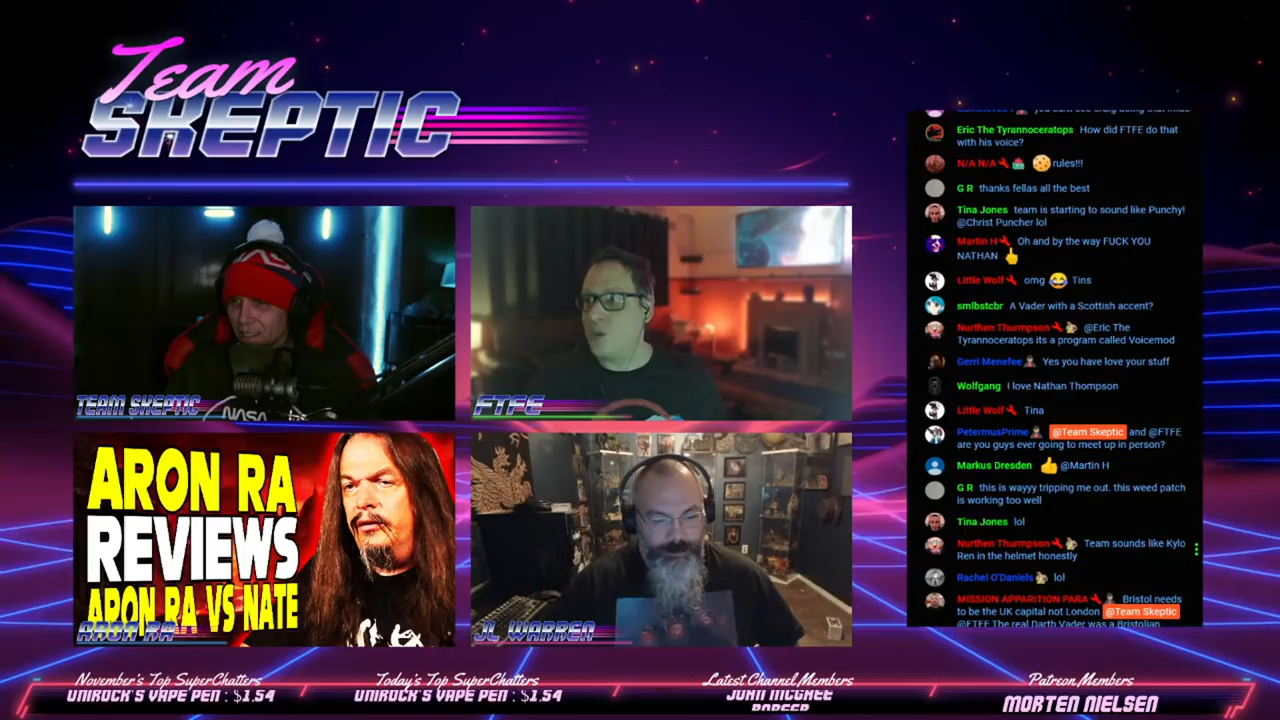 Team
SKEPTIC
TEAM SKEPTIC
NASA
FTFE
ARON RA
REVIEWS
ARON RA VS NATE
ARON RA
JL WARREN
Eric The Tyrannoceratops How did FTFE do that
with his voice?
N/A N/A rules!!!
G R thanks fellas all the best
Tina Jones team is starting to sound like Punchy!
@Christ Puncher lol
Martin H Oh and by the way FUCK YOU
NATHAN
Little Wolf omg 😂 Tins
smlbstcbr A Vader with a Scottish accent?
Nurthen Thurmpson @Eric The
Tyrannoceratops its a program called Voicemod
Gerri Menefee Yes you have love your stuff
Wolfgang I love Nathan Thompson
Little Wolf Tina
PetermusPrime @Team Skeptic and @FTFE
are you guys ever going to meet up in person?
Markus Dresden 👍 @Martin H
G R this is wayyy tripping me out. this weed patch
is working too well
Tina Jones lol
Nurthen Thurmpson Team sounds like Kylo
Ren in the helmet honestly
Rachel O'Daniels lol
MISSION APPARITION PARA Bristol needs
to be the UK capital not London @Team Skeptic
@FTFE The real Darth Vader was a Bristolian
November's Top SuperChatters
UNIROCK'S VAPE PEN : $1.54
Today's Top SuperChatters
UNIROCK'S VAPE PEN : $1.54
Latest Channel Members
JOHN MCGHEE
Patreon Members
MORTEN NIELSEN